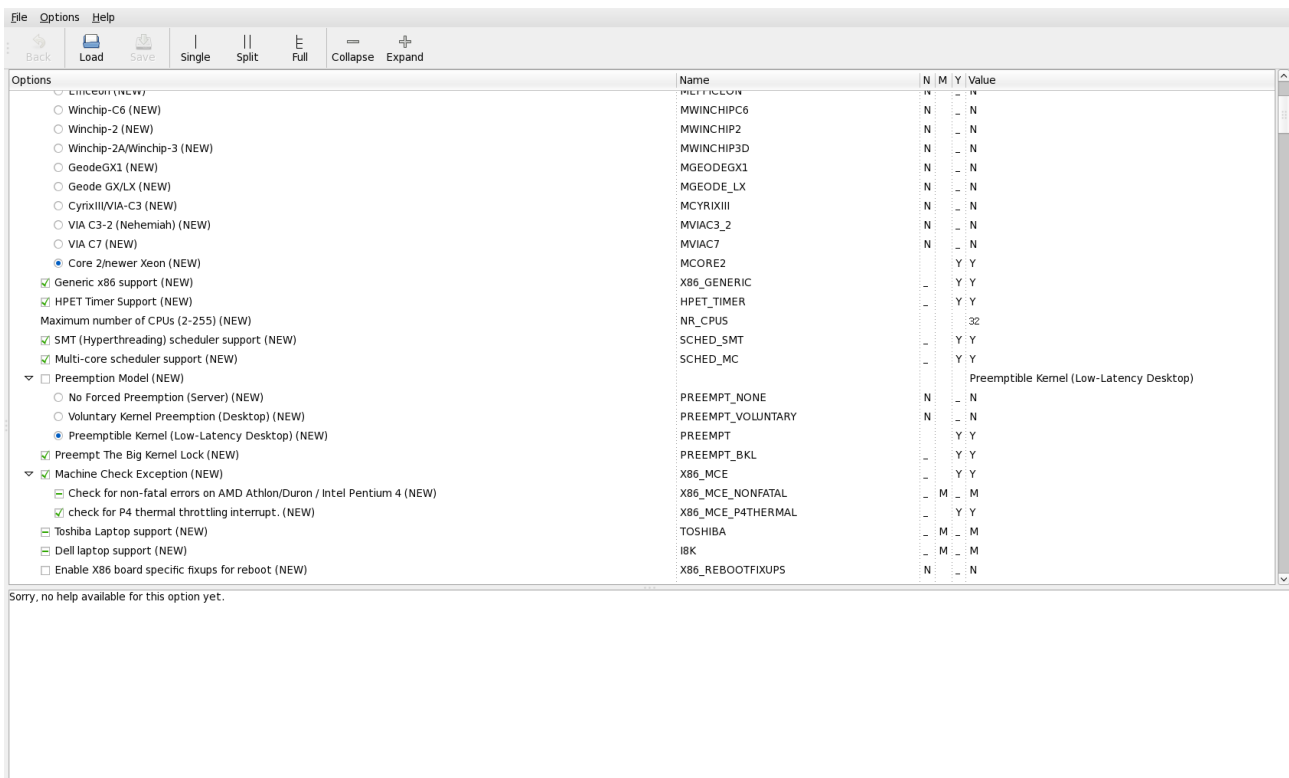 File Options Help
Back Load Save Single Split Full Collapse Expand
Options Name N M Y Value
Efficeon (NEW) MEFFICEON N _ N
Winchip-C6 (NEW) MWINCHIPC6 N _ N
Winchip-2 (NEW) MWINCHIP2 N _ N
Winchip-2A/Winchip-3 (NEW) MWINCHIP3D N _ N
GeodeGX1 (NEW) MGEODEGX1 N _ N
Geode GX/LX (NEW) MGEODE_LX N _ N
CyrixIII/VIA-C3 (NEW) MCYRIXIII N _ N
VIA C3-2 (Nehemiah) (NEW) MVIAC3_2 N _ N
VIA C7 (NEW) MVIAC7 N _ N
Core 2/newer Xeon (NEW) MCORE2 Y Y
Generic x86 support (NEW) X86_GENERIC _ Y Y
HPET Timer Support (NEW) HPET_TIMER _ Y Y
Maximum number of CPUs (2-255) (NEW) NR_CPUS 32
SMT (Hyperthreading) scheduler support (NEW) SCHED_SMT _ Y Y
Multi-core scheduler support (NEW) SCHED_MC _ Y Y
Preemption Model (NEW) Preemptible Kernel (Low-Latency Desktop)
No Forced Preemption (Server) (NEW) PREEMPT_NONE N _ N
Voluntary Kernel Preemption (Desktop) (NEW) PREEMPT_VOLUNTARY N _ N
Preemptible Kernel (Low-Latency Desktop) (NEW) PREEMPT Y Y
Preempt The Big Kernel Lock (NEW) PREEMPT_BKL _ Y Y
Machine Check Exception (NEW) X86_MCE _ Y Y
Check for non-fatal errors on AMD Athlon/Duron / Intel Pentium 4 (NEW) X86_MCE_NONFATAL _ M _ M
check for P4 thermal throttling interrupt. (NEW) X86_MCE_P4THERMAL _ Y Y
Toshiba Laptop support (NEW) TOSHIBA _ M _ M
Dell laptop support (NEW) I8K _ M _ M
Enable X86 board specific fixups for reboot (NEW) X86_REBOOTFIXUPS N _ N
Sorry, no help available for this option yet.